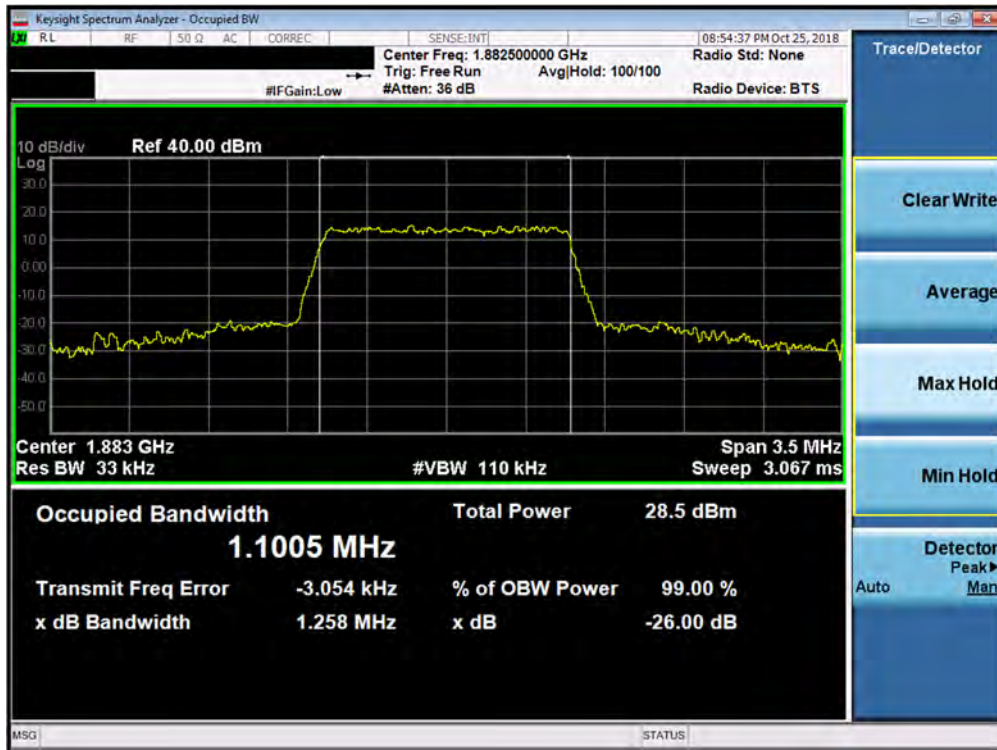 Keysight Spectrum Analyzer - Occupied BW
LXI RL RF 50 Ω AC CORREC SENSE:INT 08:54:37 PM Oct 25, 2018
Center Freq: 1.882500000 GHz Radio Std: None
Trig: Free Run Avg|Hold: 100/100
#IFGain:Low #Atten: 36 dB Radio Device: BTS
Trace/Detector
10 dB/div Ref 40.00 dBm
Log
30.0
20.0
10.0
0.00
-10.0
-20.0
-30.0
-40.0
-50.0
Center 1.883 GHz Span 3.5 MHz
Res BW 33 kHz #VBW 110 kHz Sweep 3.067 ms
Occupied Bandwidth Total Power 28.5 dBm
1.1005 MHz
Transmit Freq Error -3.054 kHz % of OBW Power 99.00 %
x dB Bandwidth 1.258 MHz x dB -26.00 dB
Clear Write
Average
Max Hold
Min Hold
Detector
Peak▶
Auto Man
MSG STATUS